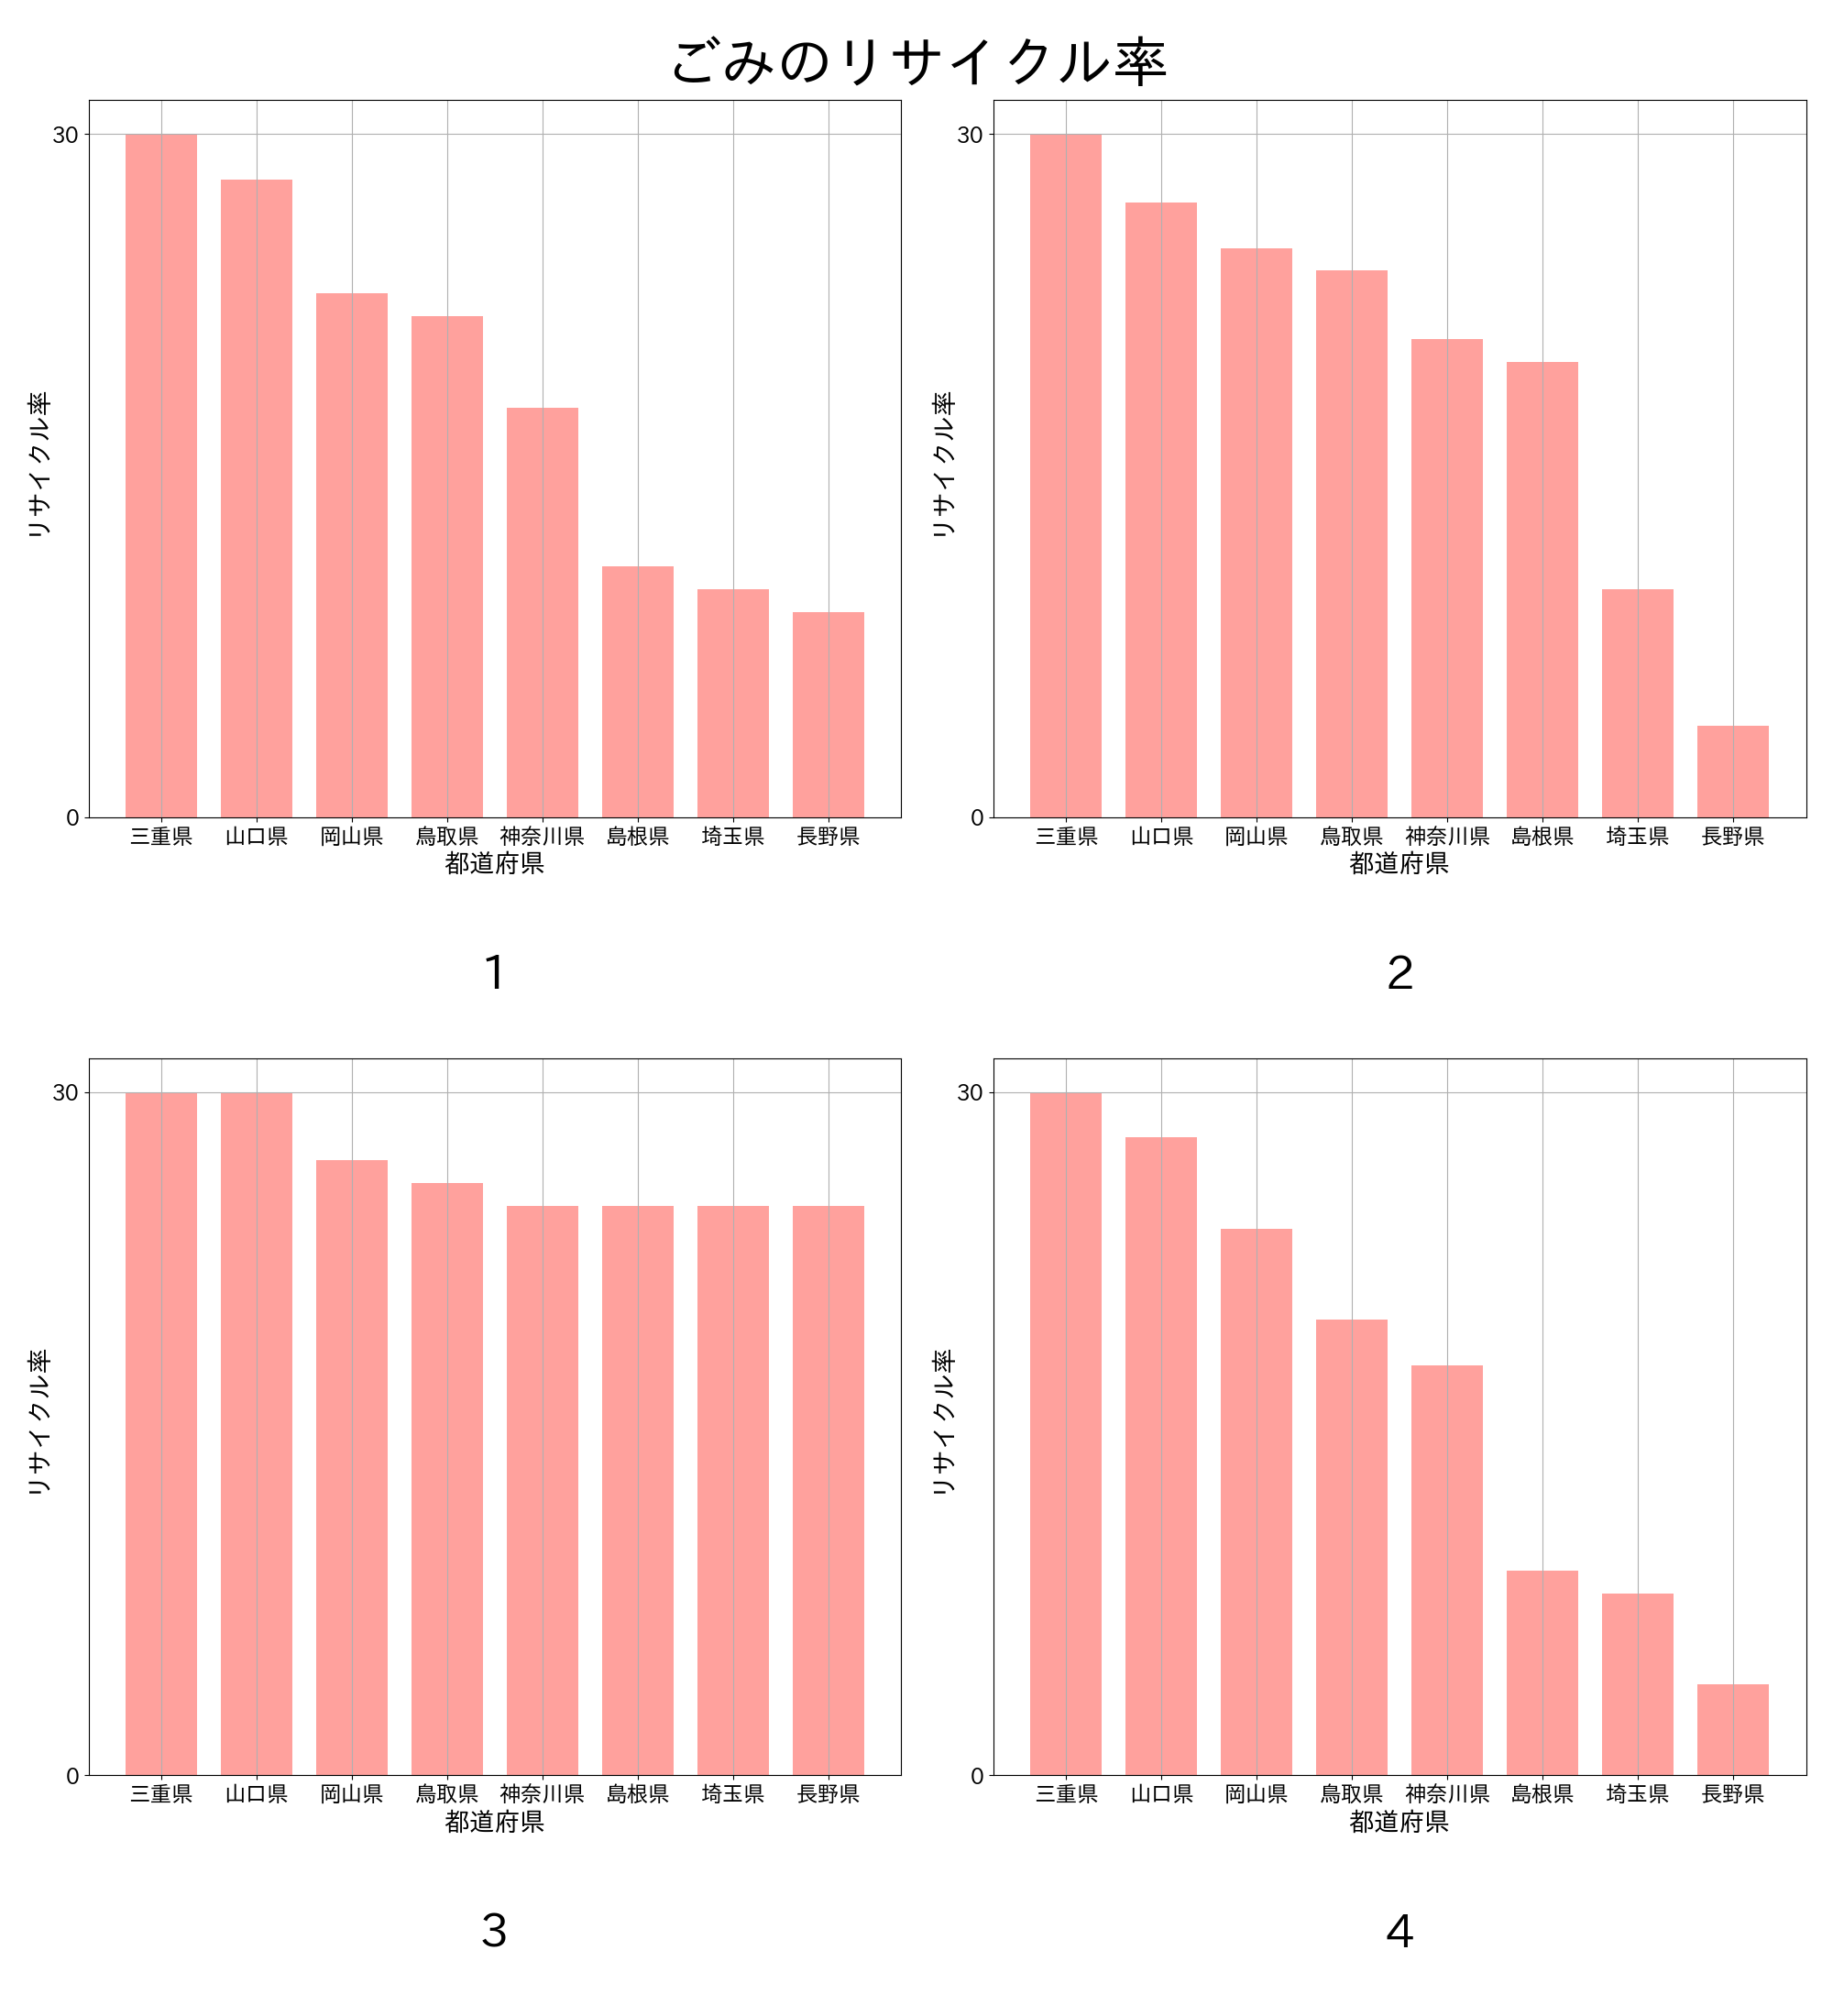 ごみのリサイクル率
30
0
リサイクル率
三重県 山口県 岡山県 鳥取県 神奈川県 島根県 埼玉県 長野県
都道府県
1
30
0
リサイクル率
三重県 山口県 岡山県 鳥取県 神奈川県 島根県 埼玉県 長野県
都道府県
2
30
0
リサイクル率
三重県 山口県 岡山県 鳥取県 神奈川県 島根県 埼玉県 長野県
都道府県
3
30
0
リサイクル率
三重県 山口県 岡山県 鳥取県 神奈川県 島根県 埼玉県 長野県
都道府県
4